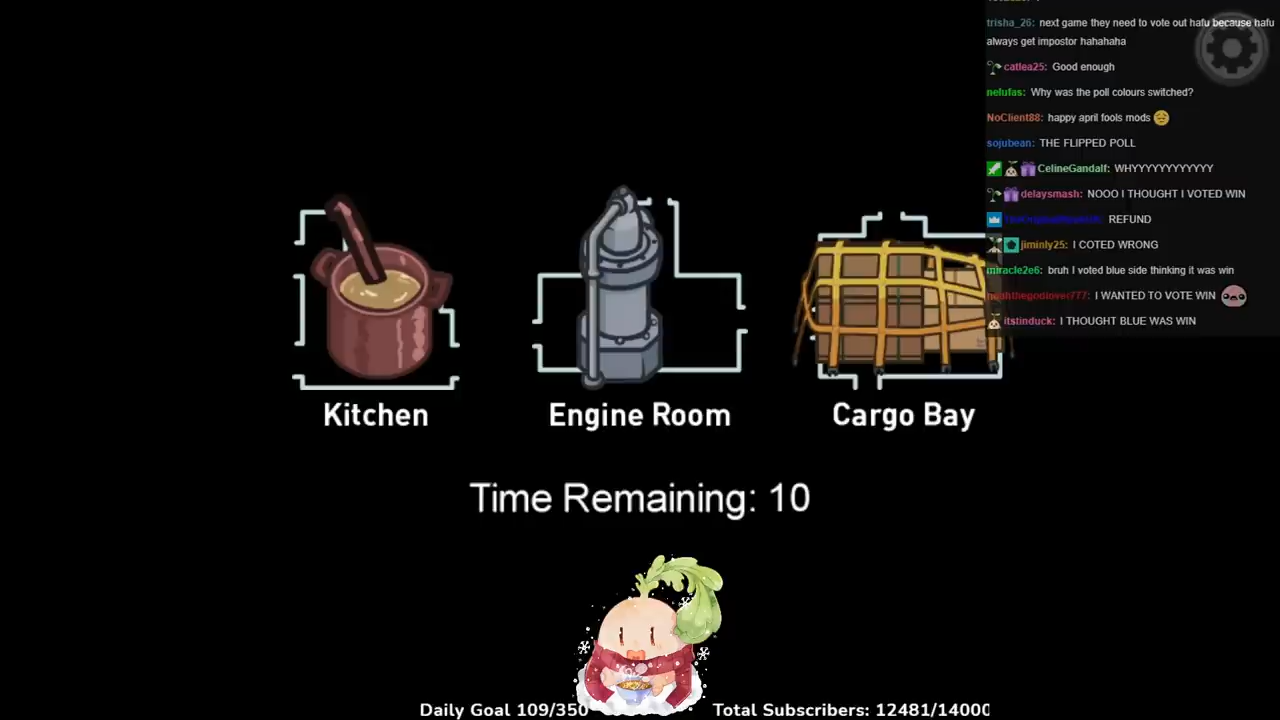 trisha_26: next game they need to vote out hafu because hafu
always get impostor hahahaha
catlea25: Good enough
nelufas: Why was the poll colours switched?
NoClient88: happy april fools mods
sojubean: THE FLIPPED POLL
CelineGandalf: WHYYYYYYYYYYY
delaysmash: NOOO I THOUGHT I VOTED WIN
REFUND
jiminly25: I COTED WRONG
miracle2e6: bruh I voted blue side thinking it was win
I WANTED TO VOTE WIN
itstinduck: I THOUGHT BLUE WAS WIN
Kitchen
Engine Room
Cargo Bay
Time Remaining: 10
Daily Goal 109/350
Total Subscribers: 12481/14000